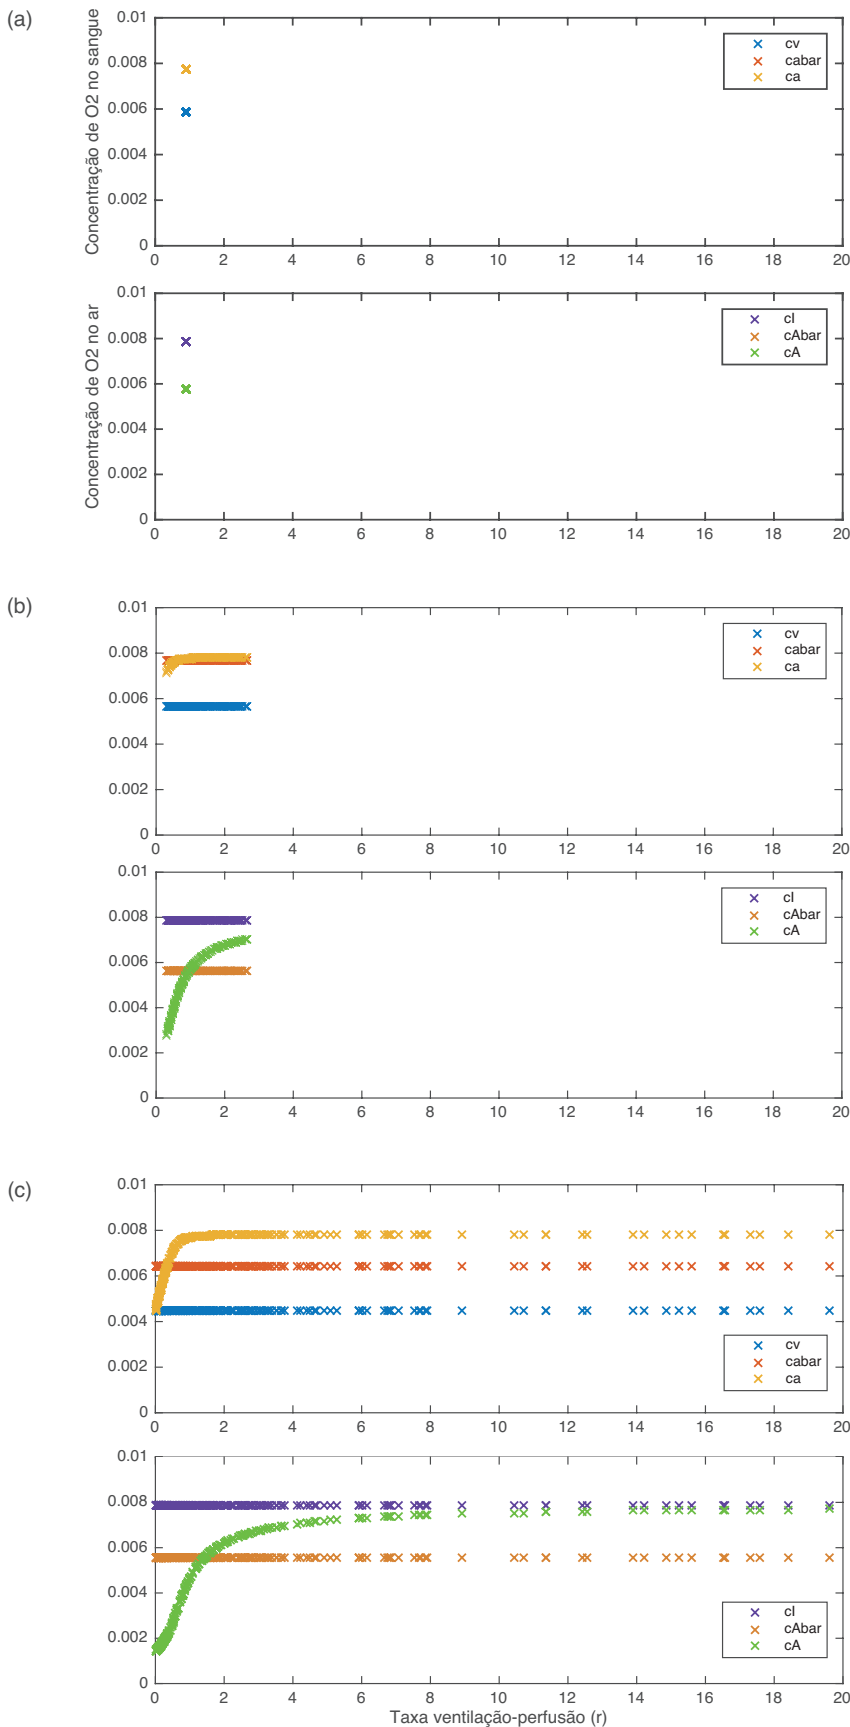 (a)
Concentração de O2 no sangue
0.01
0.008
0.006
0.004
0.002
0
0 2 4 6 8 10 12 14 16 18 20
cv
cabar
ca
Concentração de O2 no ar
0.01
0.008
0.006
0.004
0.002
0
0 2 4 6 8 10 12 14 16 18 20
cI
cAbar
cA
(b)
0.01
0.008
0.006
0.004
0.002
0
0 2 4 6 8 10 12 14 16 18 20
cv
cabar
ca
0.01
0.008
0.006
0.004
0.002
0
0 2 4 6 8 10 12 14 16 18 20
cI
cAbar
cA
(c)
0.01
0.008
0.006
0.004
0.002
0
0 2 4 6 8 10 12 14 16 18 20
cv
cabar
ca
0.01
0.008
0.006
0.004
0.002
0
0 2 4 6 8 10 12 14 16 18 20
cI
cAbar
cA
Taxa ventilação-perfusão (r)